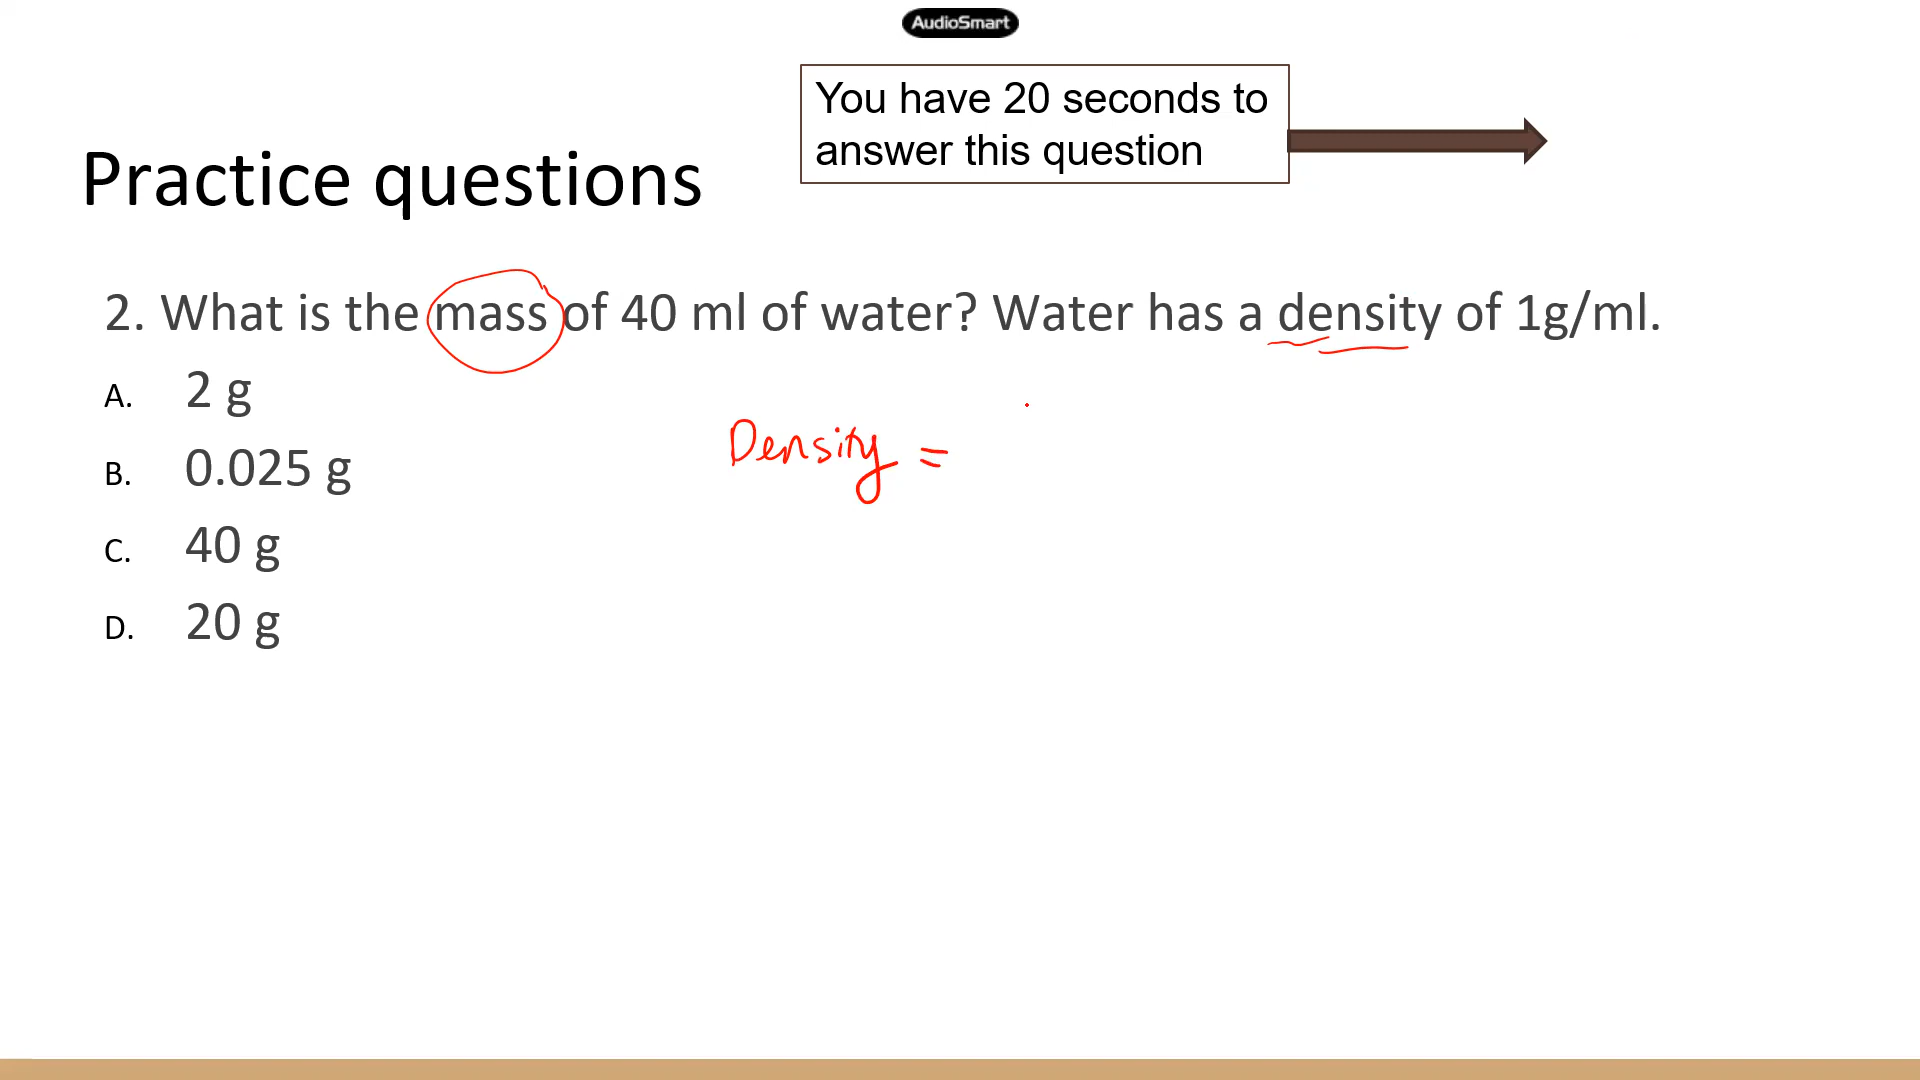 AudioSmart
You have 20 seconds to
answer this question
Practice questions
2. What is the mass of 40 ml of water? Water has a density of 1g/ml.
A. 2 g
B. 0.025 g
C. 40 g
D. 20 g
Density =